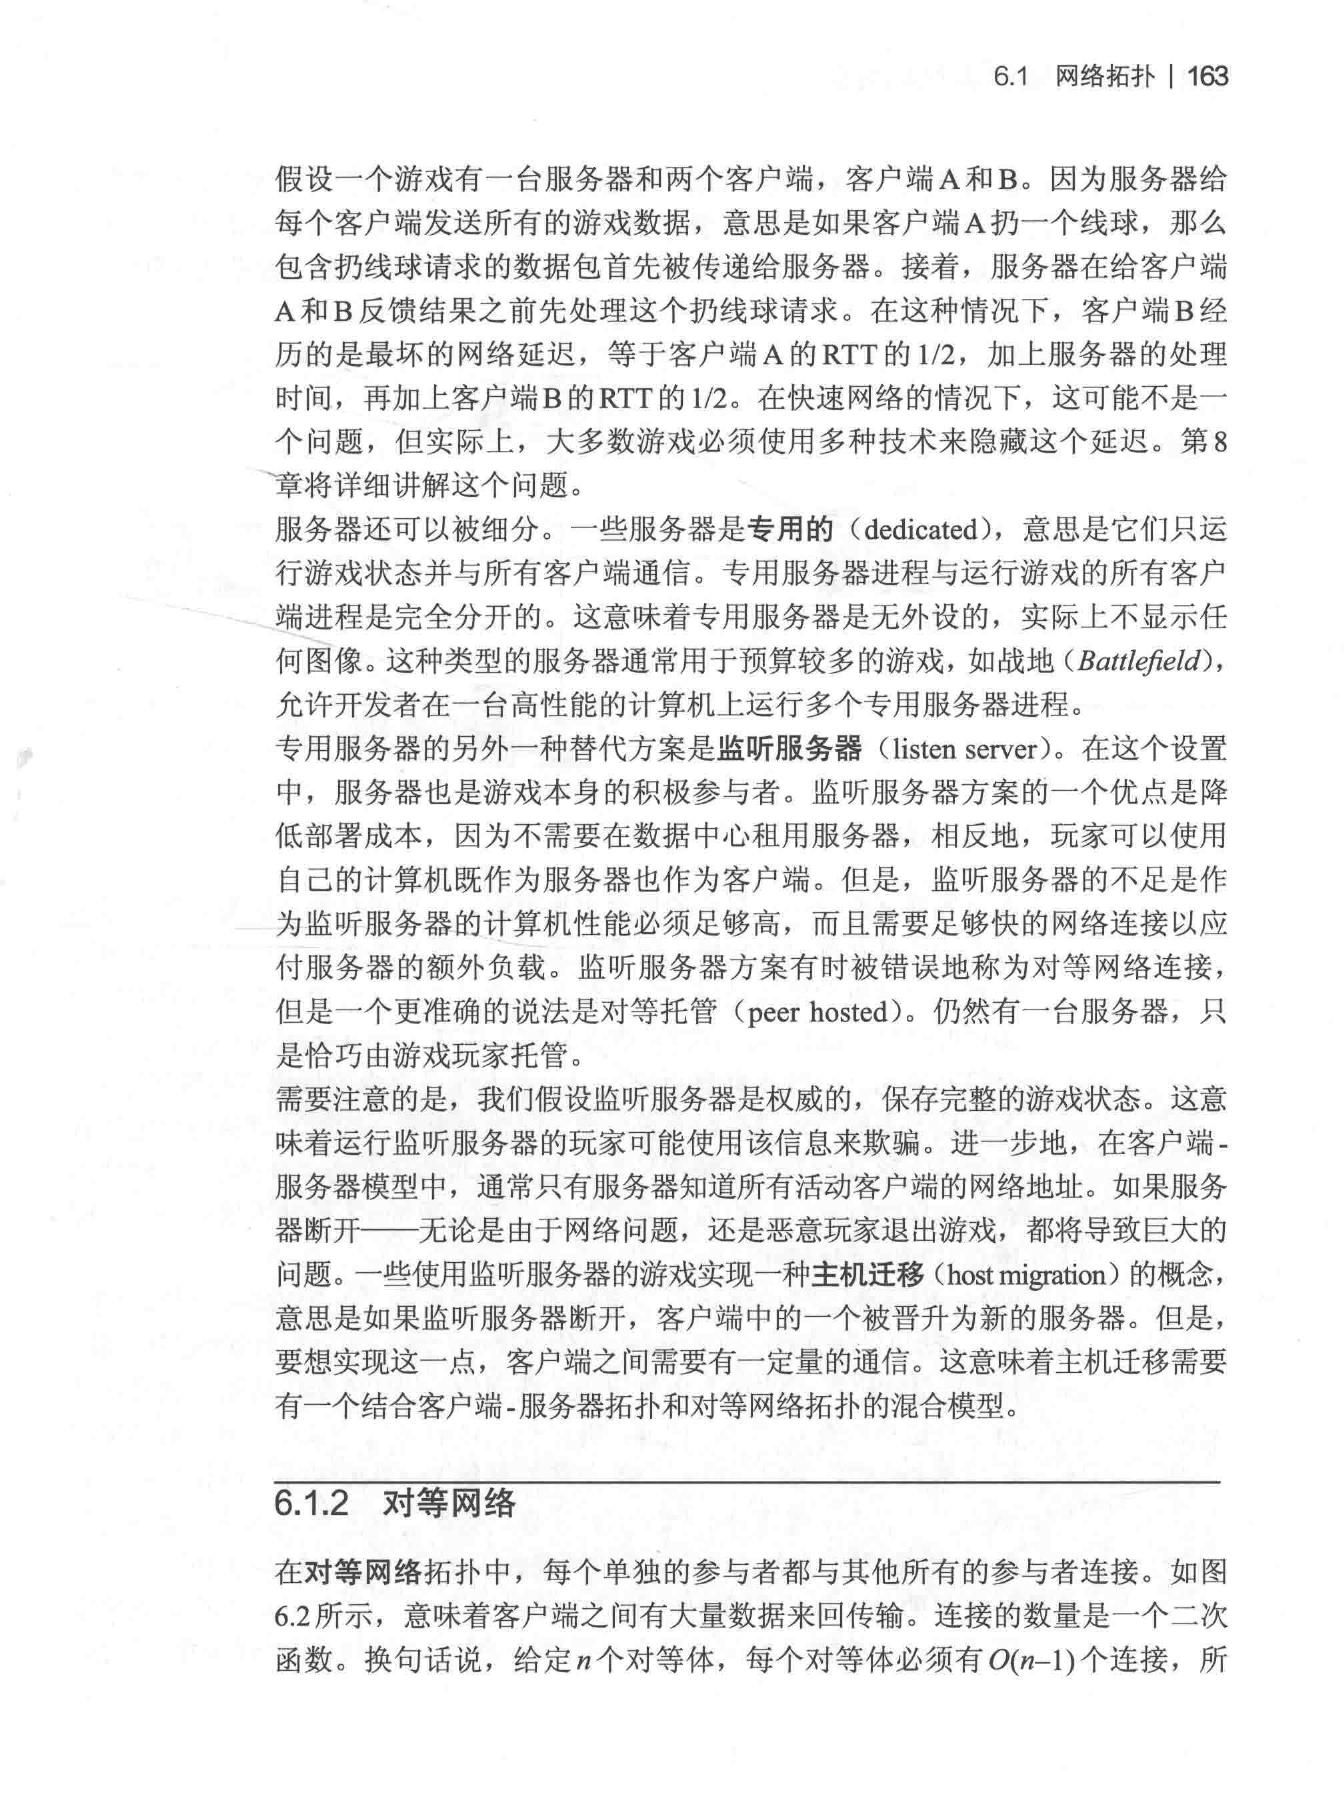 6.1 网络拓扑 | 163
假设一个游戏有一台服务器和两个客户端，客户端A和B。因为服务器给
每个客户端发送所有的游戏数据，意思是如果客户端A扔一个线球，那么
包含扔线球请求的数据包首先被传递给服务器。接着，服务器在给客户端
A和B反馈结果之前先处理这个扔线球请求。在这种情况下，客户端B经
历的是最坏的网络延迟，等于客户端A的RTT的1/2，加上服务器的处理
时间，再加上客户端B的RTT的1/2。在快速网络的情况下，这可能不是一
个问题，但实际上，大多数游戏必须使用多种技术来隐藏这个延迟。第8
章将详细讲解这个问题。
服务器还可以被细分。一些服务器是专用的（dedicated），意思是它们只运
行游戏状态并与所有客户端通信。专用服务器进程与运行游戏的所有客户
端进程是完全分开的。这意味着专用服务器是无外设的，实际上不显示任
何图像。这种类型的服务器通常用于预算较多的游戏，如战地（Battlefield），
允许开发者在一台高性能的计算机上运行多个专用服务器进程。
专用服务器的另外一种替代方案是监听服务器（listen server）。在这个设置
中，服务器也是游戏本身的积极参与者。监听服务器方案的一个优点是降
低部署成本，因为不需要在数据中心租用服务器，相反地，玩家可以使用
自己的计算机既作为服务器也作为客户端。但是，监听服务器的不足是作
为监听服务器的计算机性能必须足够高，而且需要足够快的网络连接以应
付服务器的额外负载。监听服务器方案有时被错误地称为对等网络连接，
但是一个更准确的说法是对等托管（peer hosted）。仍然有一台服务器，只
是恰巧由游戏玩家托管。
需要注意的是，我们假设监听服务器是权威的，保存完整的游戏状态。这意
味着运行监听服务器的玩家可能使用该信息来欺骗。进一步地，在客户端-
服务器模型中，通常只有服务器知道所有活动客户端的网络地址。如果服务
器断开——无论是由于网络问题，还是恶意玩家退出游戏，都将导致巨大的
问题。一些使用监听服务器的游戏实现一种主机迁移（host migration）的概念，
意思是如果监听服务器断开，客户端中的一个被晋升为新的服务器。但是，
要想实现这一点，客户端之间需要有一定量的通信。这意味着主机迁移需要
有一个结合客户端-服务器拓扑和对等网络拓扑的混合模型。
6.1.2 对等网络
在对等网络拓扑中，每个单独的参与者都与其他所有的参与者连接。如图
6.2所示，意味着客户端之间有大量数据来回传输。连接的数量是一个二次
函数。换句话说，给定n个对等体，每个对等体必须有O(n–1)个连接，所